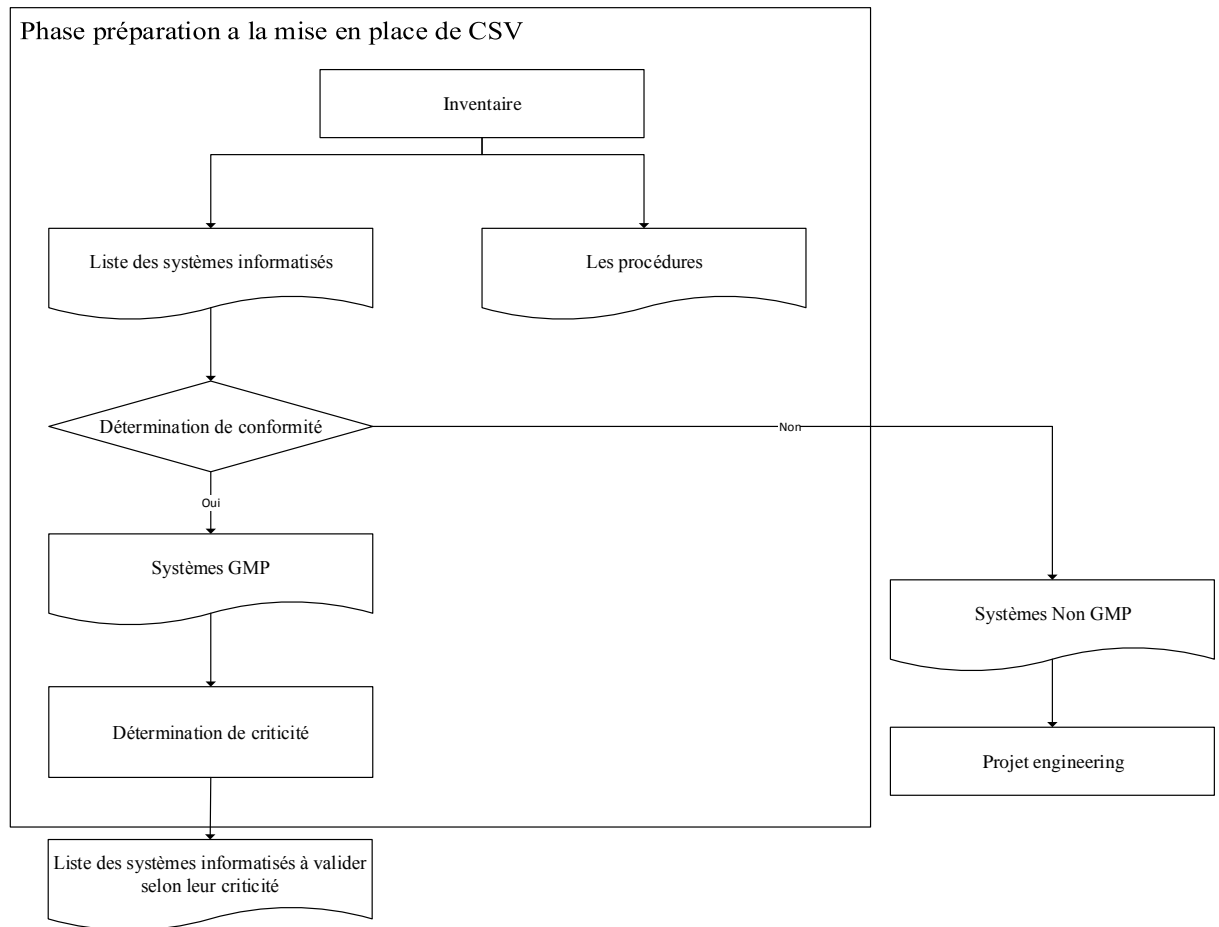 Phase préparation a la mise en place de CSV
Inventaire
Liste des systèmes informatisés
Les procédures
Détermination de conformité
Non
Oui
Systèmes GMP
Systèmes Non GMP
Détermination de criticité
Projet engineering
Liste des systèmes informatisés à valider
selon leur criticité